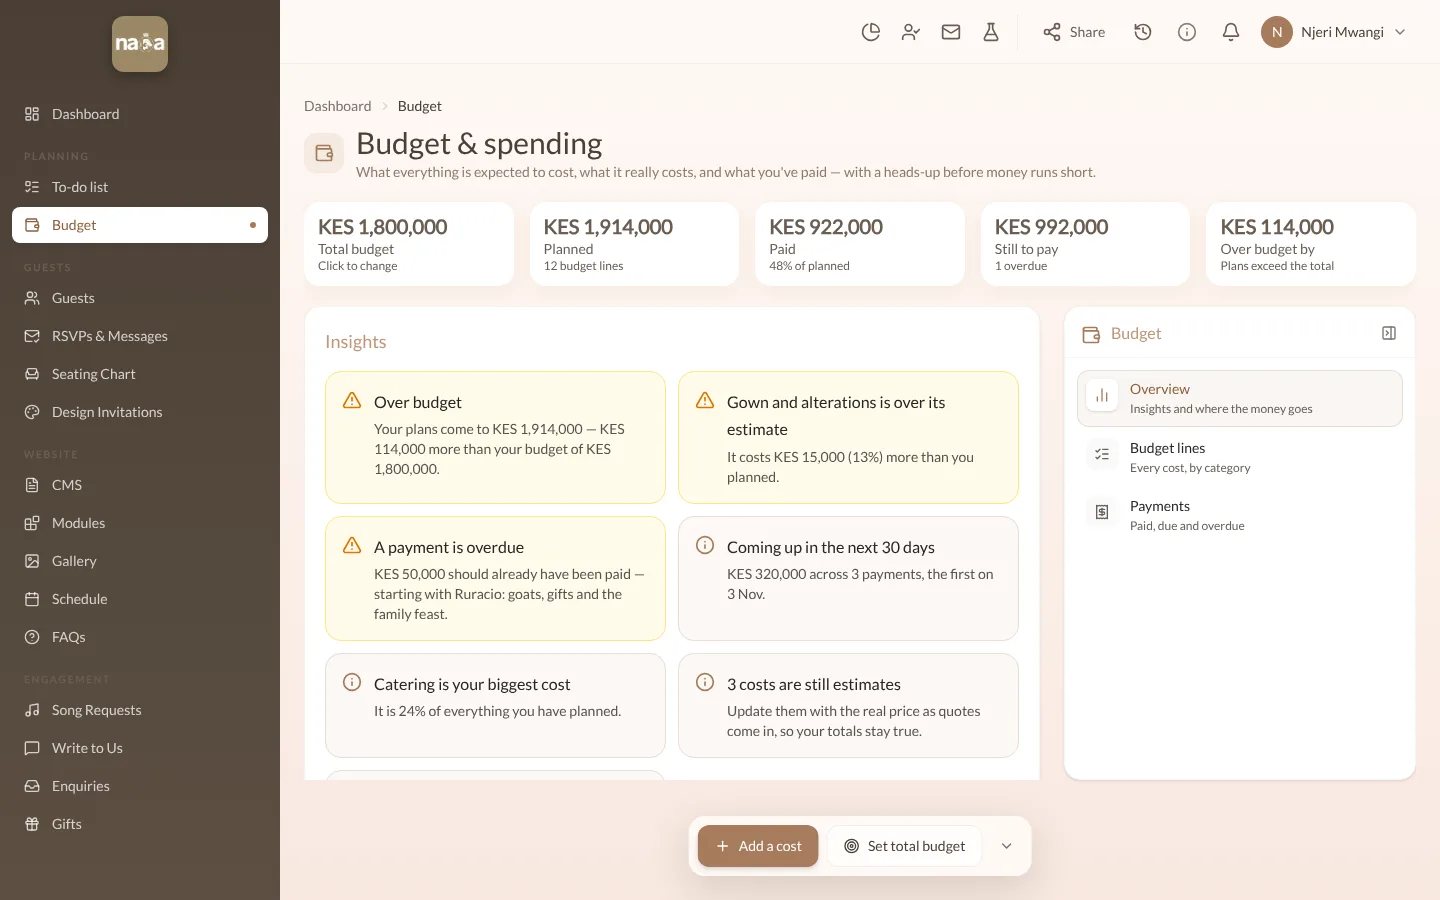 Dashboard
PLANNING
To-do list
Budget
GUESTS
Guests
RSVPs & Messages
Seating Chart
Design Invitations
WEBSITE
CMS
Modules
Gallery
Schedule
FAQs
ENGAGEMENT
Song Requests
Write to Us
Enquiries
Gifts
Share
N
Njeri Mwangi
Dashboard
Budget
Budget & spending
What everything is expected to cost, what it really costs, and what you've paid — with a heads-up before money runs short.
KES 1,800,000
Total budget
Click to change
KES 1,914,000
Planned
12 budget lines
KES 922,000
Paid
48% of planned
KES 992,000
Still to pay
1 overdue
KES 114,000
Over budget by
Plans exceed the total
Insights
Over budget
Your plans come to KES 1,914,000 — KES
114,000 more than your budget of KES
1,800,000.
Gown and alterations is over its
estimate
It costs KES 15,000 (13%) more than you
planned.
A payment is overdue
KES 50,000 should already have been paid —
starting with Ruracio: goats, gifts and the
family feast.
Coming up in the next 30 days
KES 320,000 across 3 payments, the first on
3 Nov.
Catering is your biggest cost
It is 24% of everything you have planned.
3 costs are still estimates
Update them with the real price as quotes
come in, so your totals stay true.
Budget
Overview
Insights and where the money goes
Budget lines
Every cost, by category
Payments
Paid, due and overdue
Add a cost
Set total budget